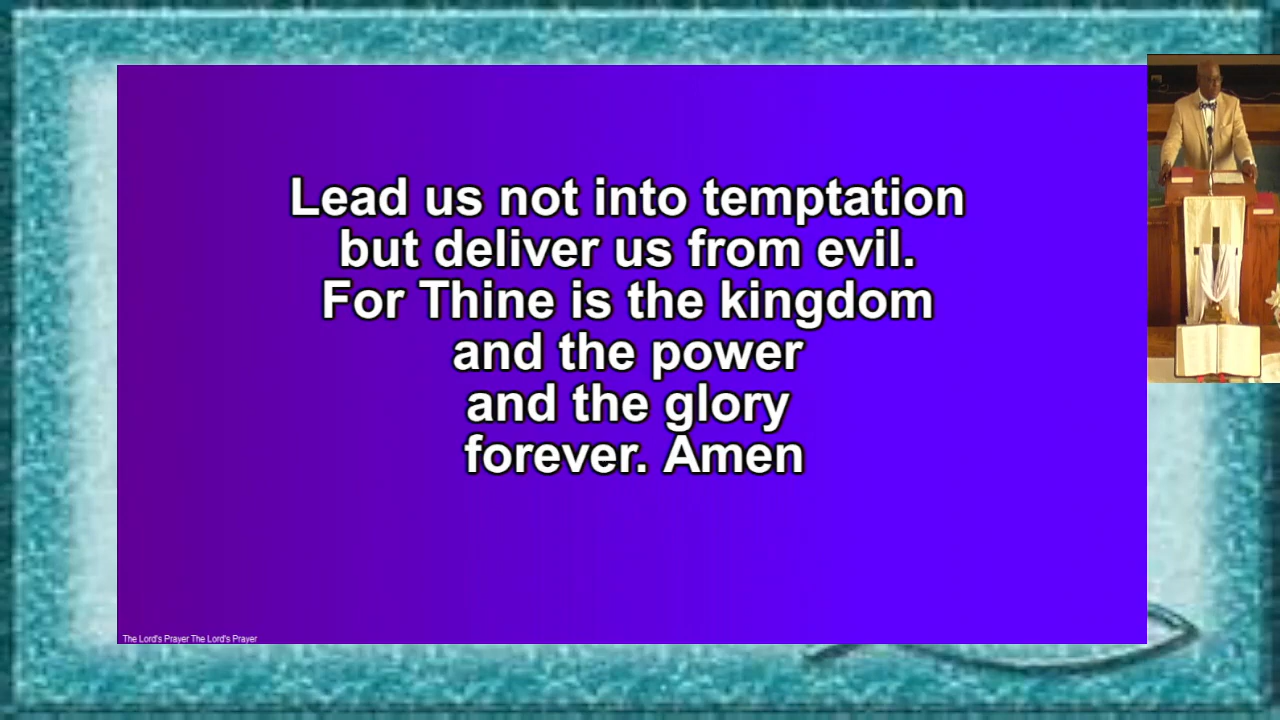 Lead us not into temptation
but deliver us from evil.
For Thine is the kingdom
and the power
and the glory
forever. Amen
The Lord's Prayer The Lord's Prayer